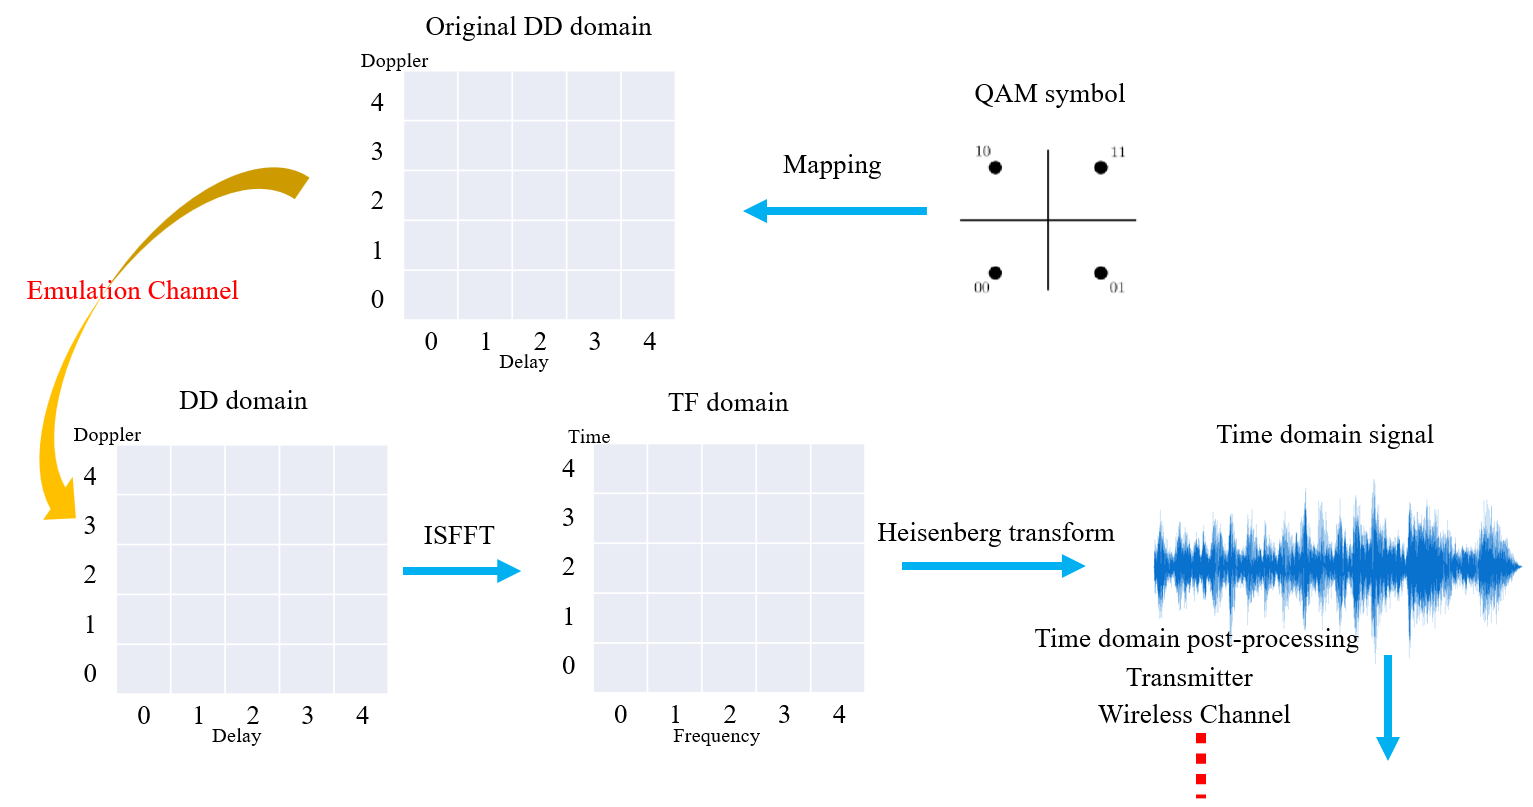 Original DD domain
Doppler
4
3
2
1
0
0 1 2 3 4
Delay
QAM symbol
10 11
00 01
Mapping
Emulation Channel
DD domain
Doppler
4
3
2
1
0
0 1 2 3 4
Delay
ISFFT
TF domain
Time
4
3
2
1
0
0 1 2 3 4
Frequency
Heisenberg transform
Time domain signal
Time domain post-processing
Transmitter
Wireless Channel